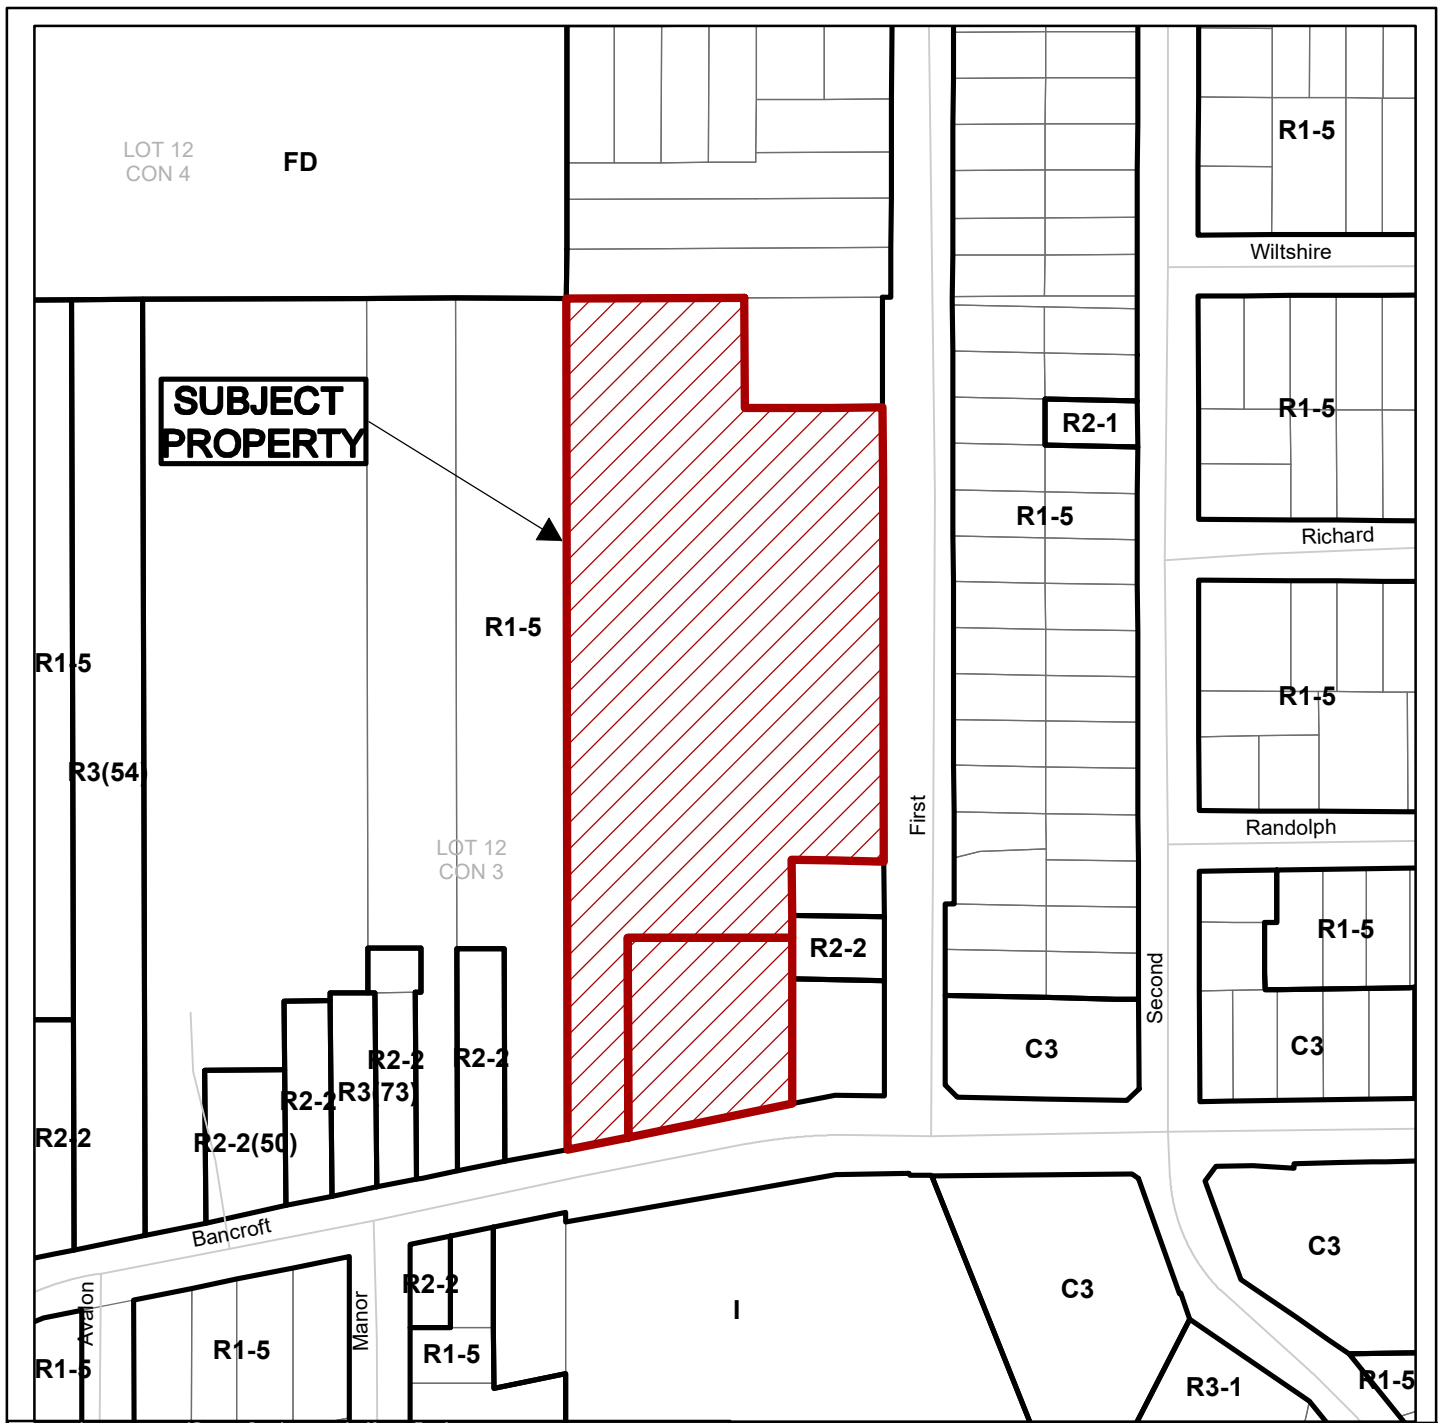 R1-5
LOT 12
CON 4
FD
Wiltshire
SUBJECT
PROPERTY
R1-5
R2-1
R1-5
Richard
R1-5
R1-5
R1-5
R3(54)
First
Randolph
LOT 12
CON 3
R1-5
R2-2
Second
C3
C3
R2-2
R2-2
R3(73)
R2-2
R2-2
R2-2(50)
Bancroft
C3
R2-2
C3
Avalon
Manor
I
R1-5
R1-5
R1-5
R3-1
R1-5